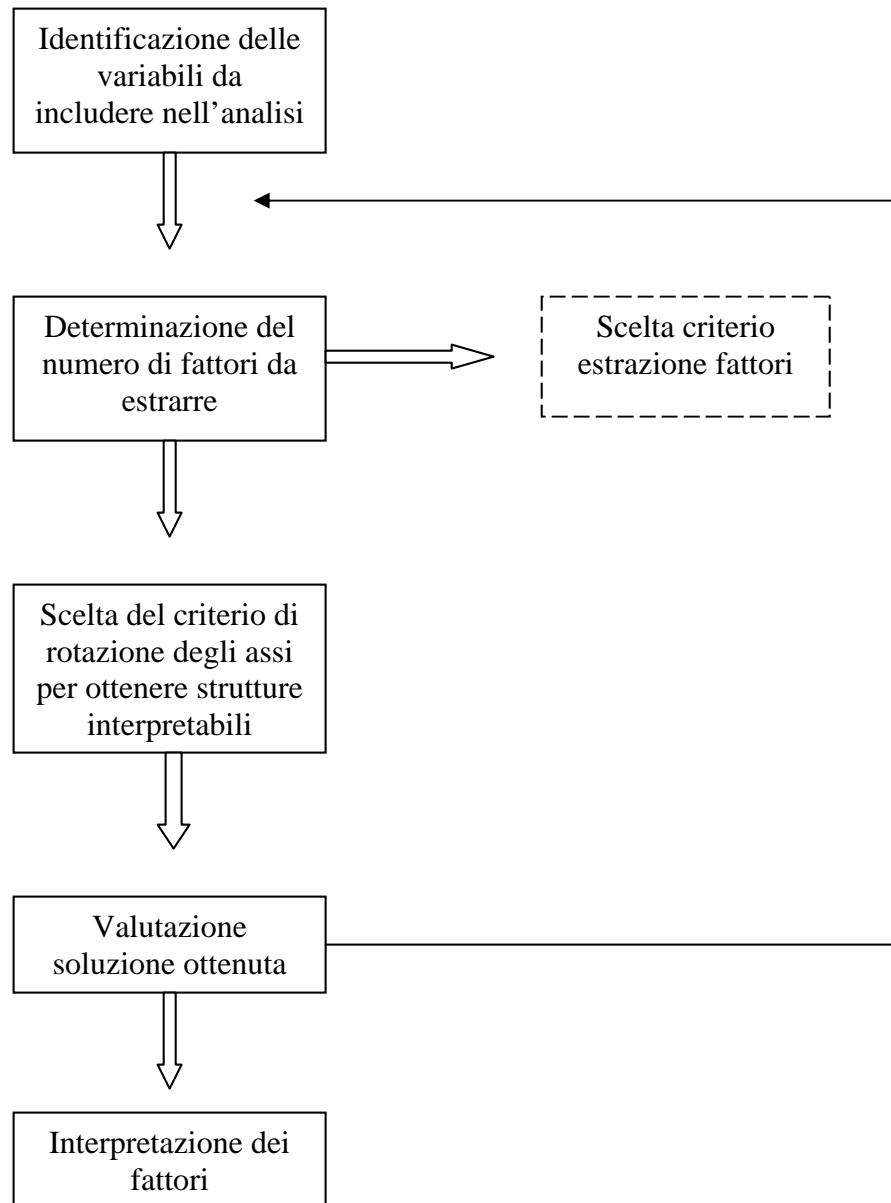 Identificazione delle
variabili da
includere nell’analisi
Determinazione del
numero di fattori da
estrarre
Scelta criterio
estrazione fattori
Scelta del criterio di
rotazione degli assi
per ottenere strutture
interpretabili
Valutazione
soluzione ottenuta
Interpretazione dei
fattori